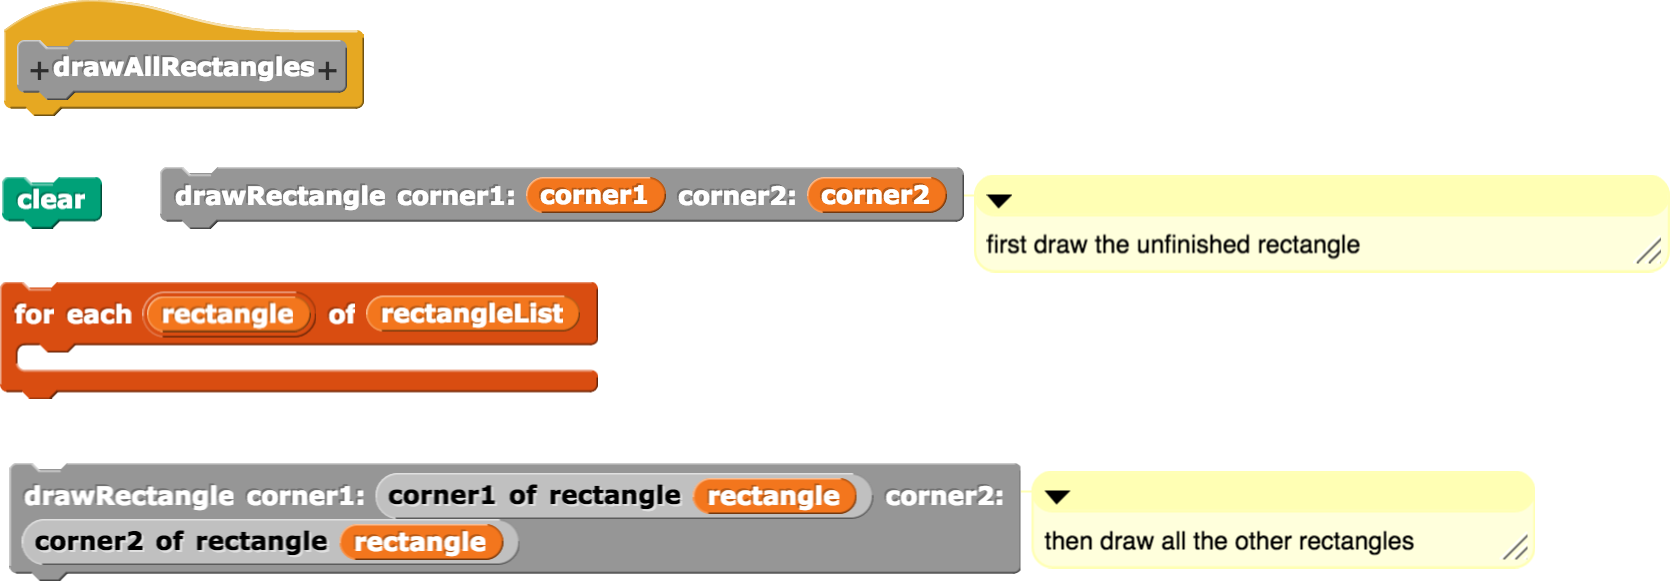 +drawAllRectangles+
clear
drawRectangle corner1: corner1 corner2: corner2
first draw the unfinished rectangle
for each rectangle of rectangleList
drawRectangle corner1: corner1 of rectangle rectangle corner2:
corner2 of rectangle rectangle
then draw all the other rectangles